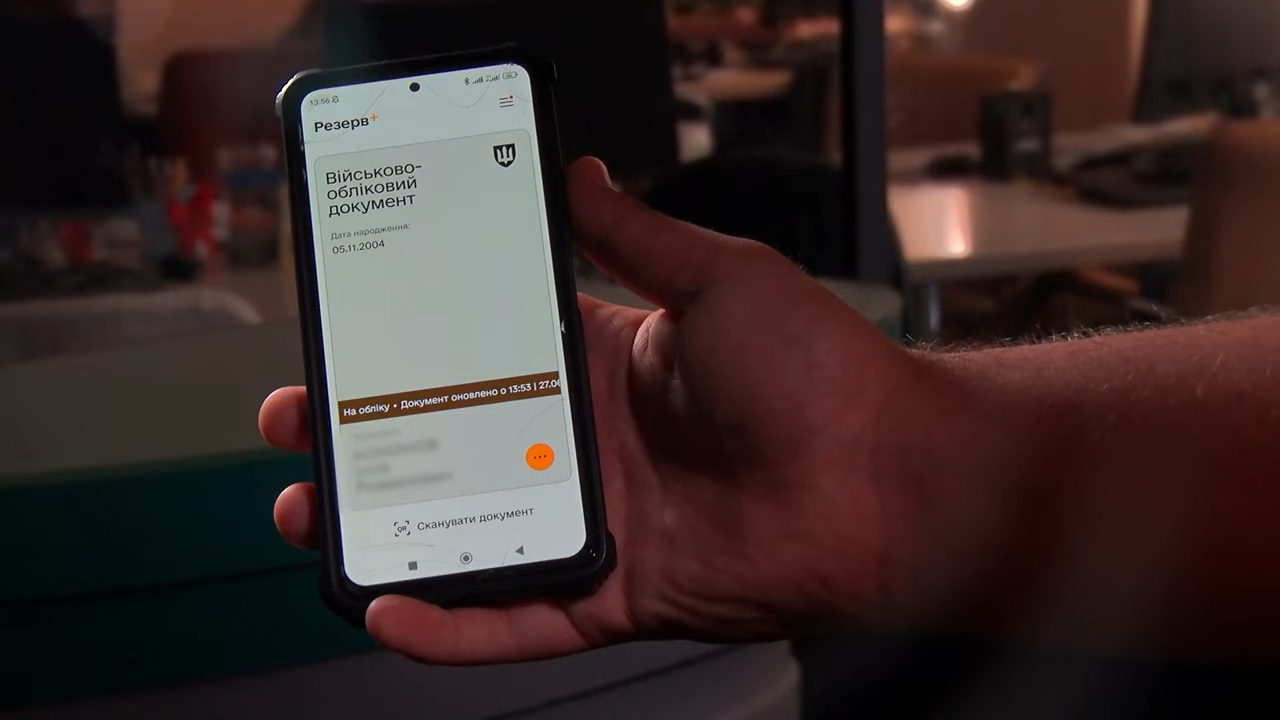 13:56
Резерв+
Військово-
обліковий
документ
Дата народження:
05.11.2004
На обліку • Документ оновлено о 13:53 | 27.06
QR
Сканувати документ